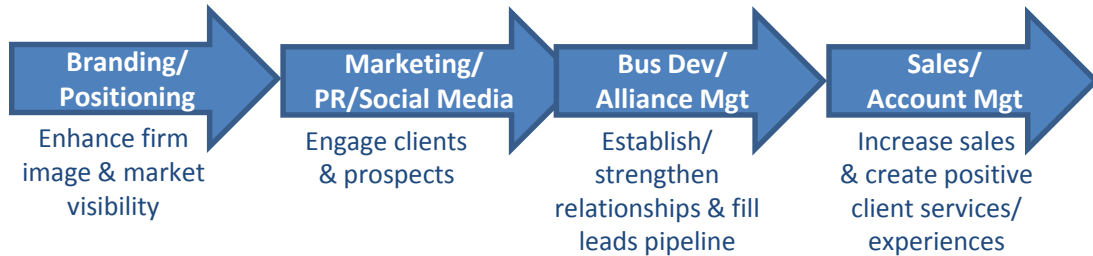 Branding/
Positioning
Enhance firm
image & market
visibility
Marketing/
PR/Social Media
Engage clients
& prospects
Bus Dev/
Alliance Mgt
Establish/
strengthen
relationships & fill
leads pipeline
Sales/
Account Mgt
Increase sales
& create positive
client services/
experiences